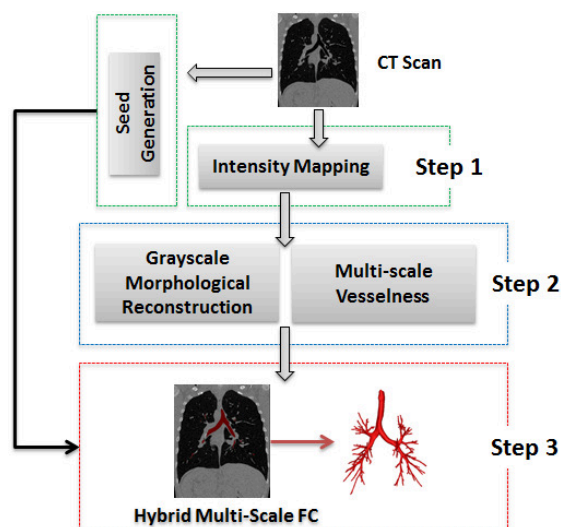 CT Scan
Seed
Generation
Intensity Mapping
Step 1
Grayscale
Morphological
Reconstruction
Multi-scale
Vesselness
Step 2
Step 3
Hybrid Multi-Scale FC